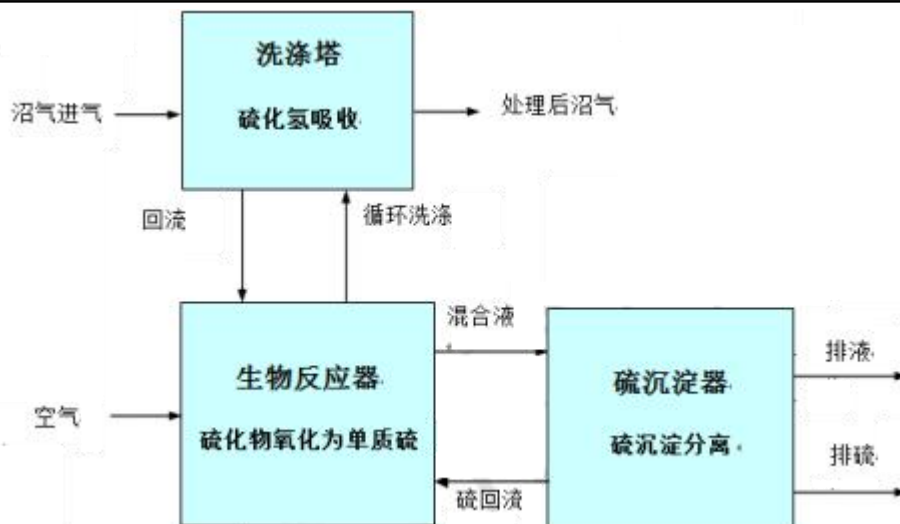 洗涤塔
硫化氢吸收
沼气进气
处理后沼气
回流
循环洗涤
混合液
生物反应器
硫化物氧化为单质硫
空气
硫沉淀器
硫沉淀分离
排液
排硫
硫回流